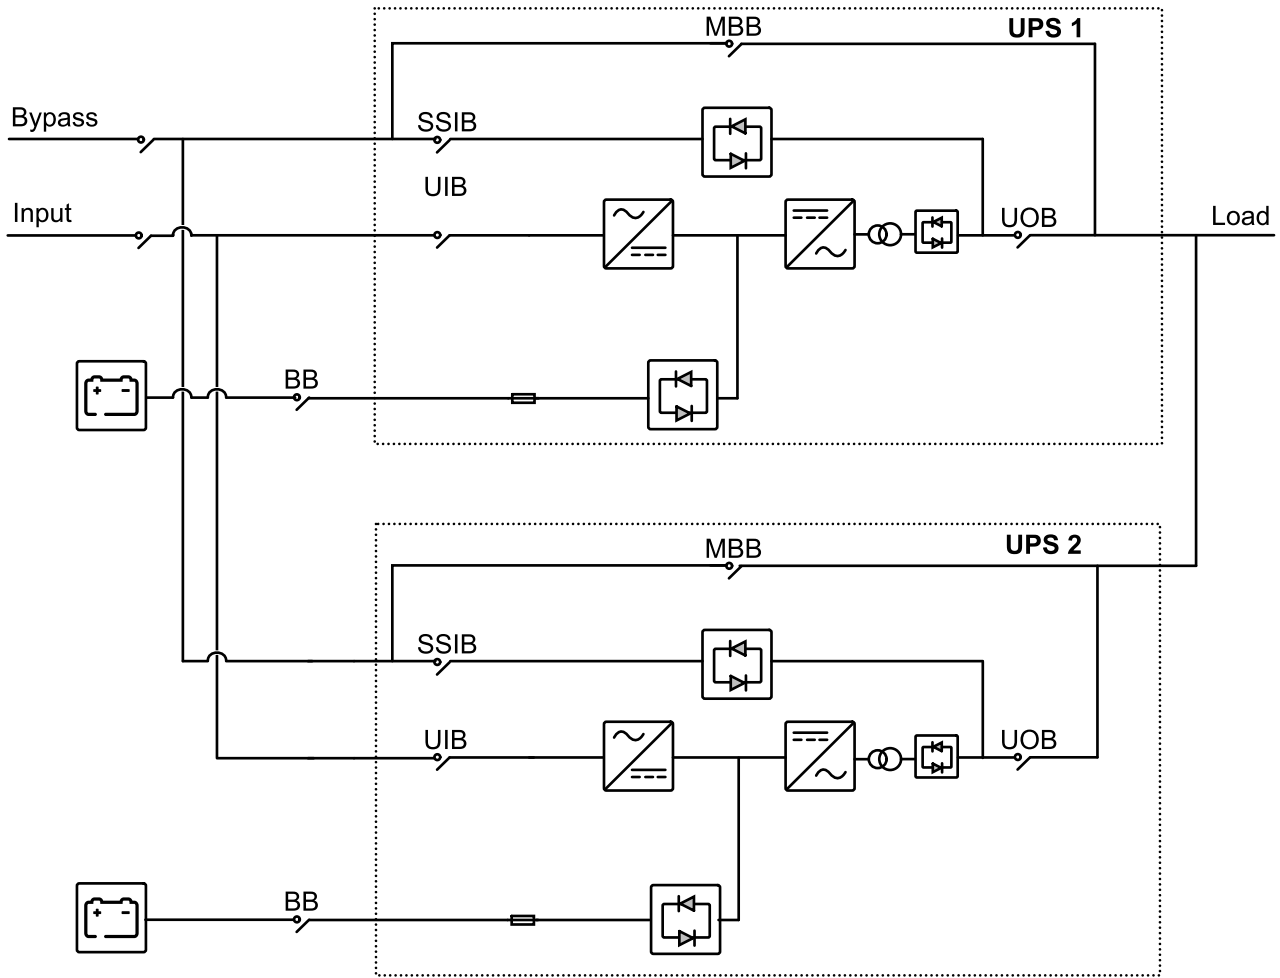 MBB
UPS 1
Bypass
SSIB
UIB
Input
UOB
Load
BB
MBB
UPS 2
SSIB
UIB
UOB
BB